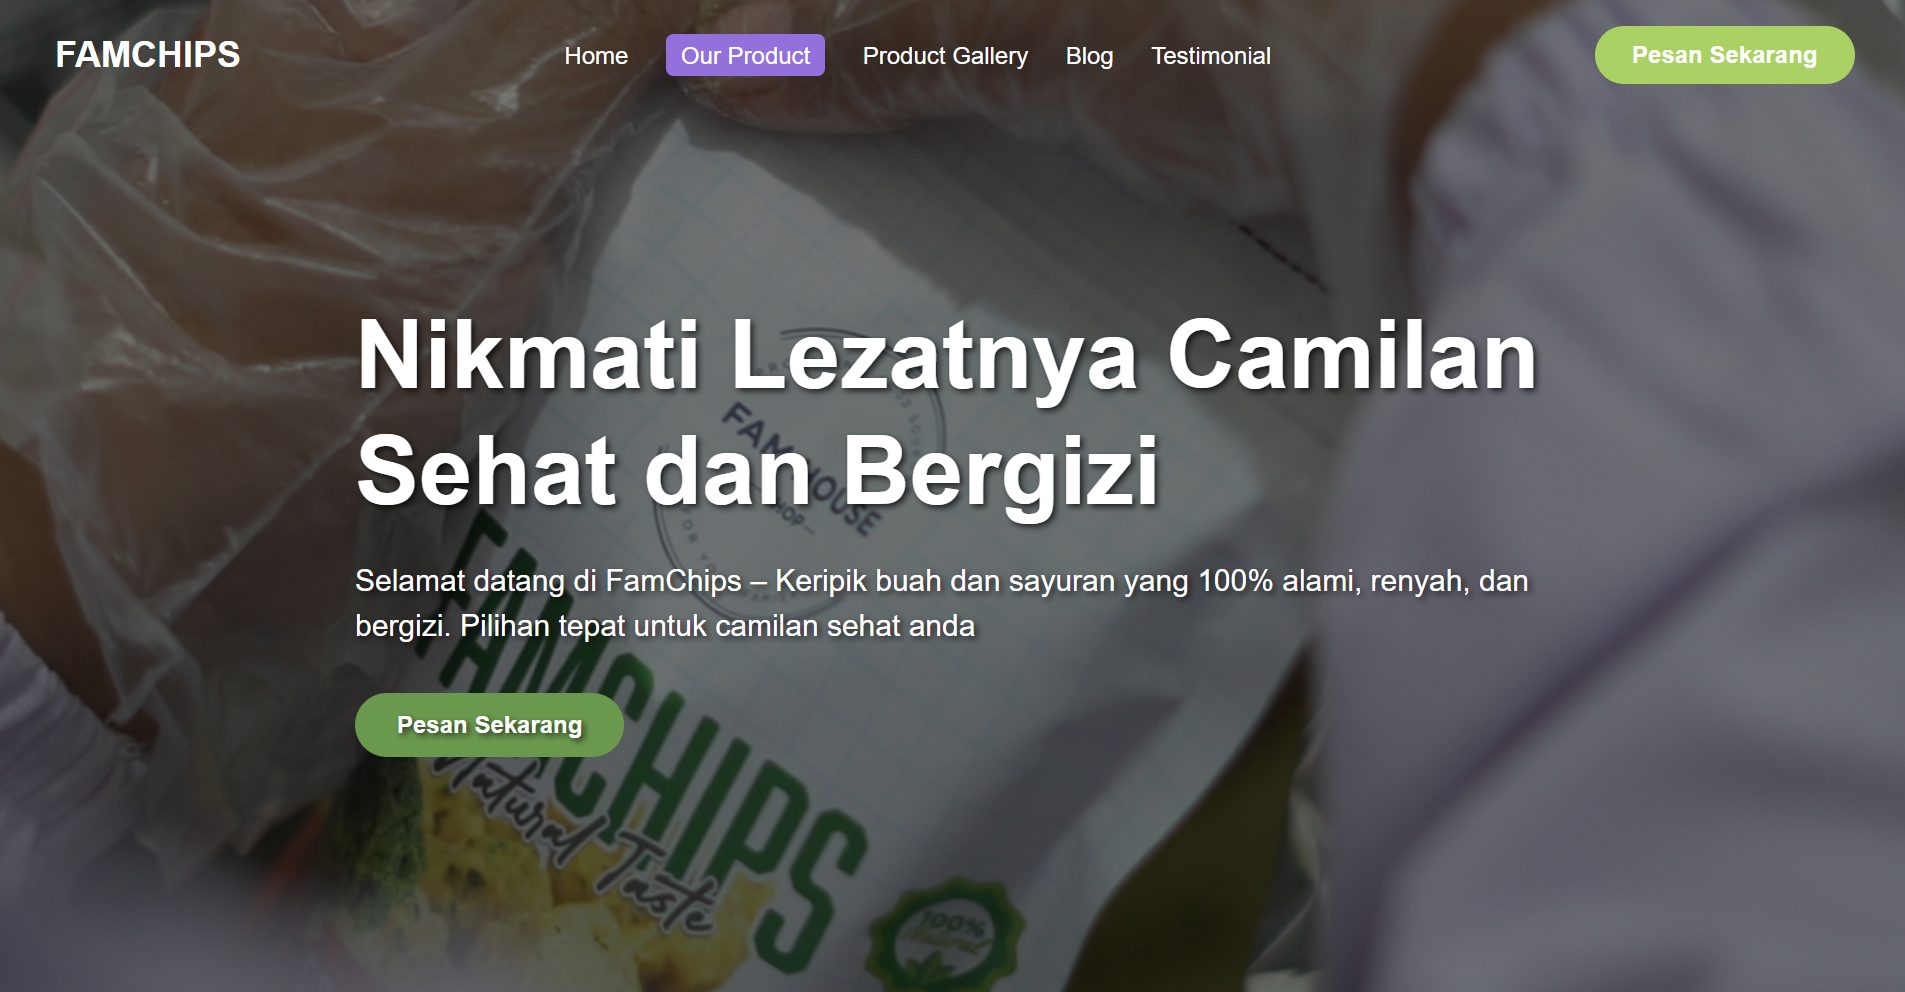 FAMCHIPS
Home Our Product Product Gallery Blog Testimonial
Pesan Sekarang
Nikmati Lezatnya Camilan
Sehat dan Bergizi
Selamat datang di FamChips – Keripik buah dan sayuran yang 100% alami, renyah, dan
bergizi. Pilihan tepat untuk camilan sehat anda
Pesan Sekarang
FAMCHIPS
Natural Taste
100%
Natural